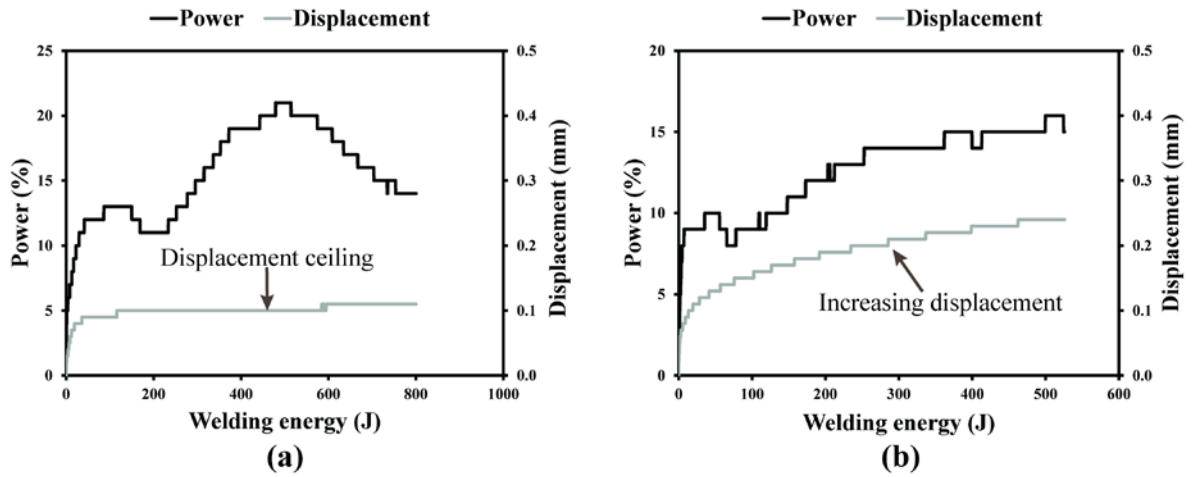 Power Displacement
25
20
15
10
5
0
Power (%)
0.5
0.4
0.3
0.2
0.1
0.0
Displacement (mm)
Displacement ceiling
0 200 400 600 800 1000
Welding energy (J)
(a)
Power Displacement
20
15
10
5
0
Power (%)
0.5
0.4
0.3
0.2
0.1
0.0
Displacement (mm)
Increasing displacement
0 100 200 300 400 500 600
Welding energy (J)
(b)